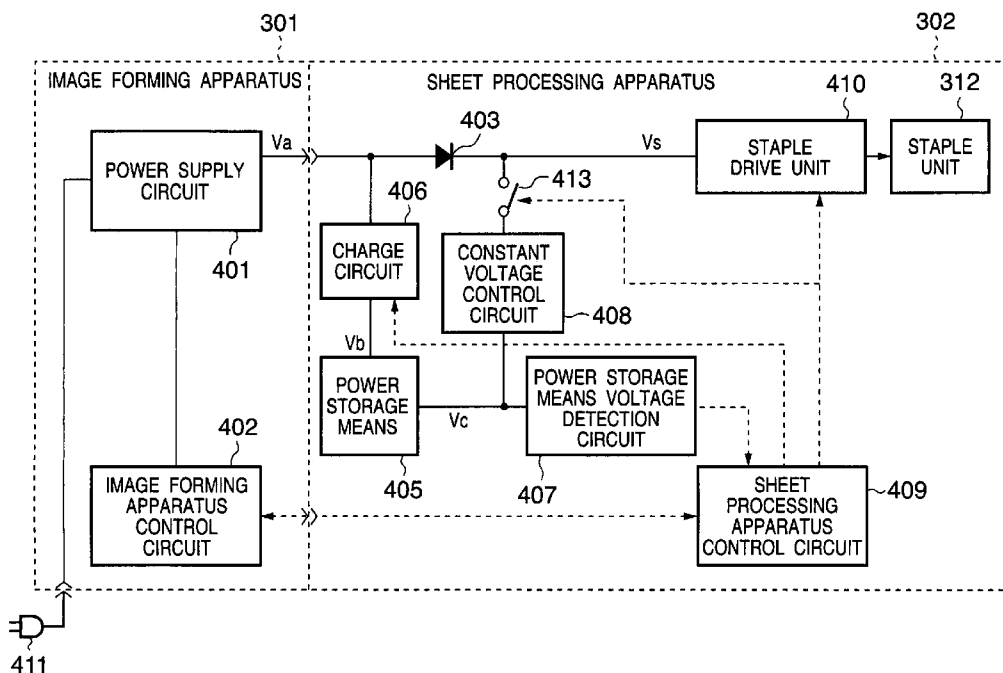 301
302
IMAGE FORMING APPARATUS
SHEET PROCESSING APPARATUS
410
312
403
Va
Vs
POWER SUPPLY
CIRCUIT
STAPLE
DRIVE UNIT
STAPLE
UNIT
413
406
401
CHARGE
CIRCUIT
CONSTANT
VOLTAGE
CONTROL
CIRCUIT
408
Vb
POWER
STORAGE
MEANS
Vc
POWER STORAGE
MEANS VOLTAGE
DETECTION
CIRCUIT
402
405
407
IMAGE FORMING
APPARATUS
CONTROL
CIRCUIT
SHEET
PROCESSING
APPARATUS
CONTROL CIRCUIT
409
411